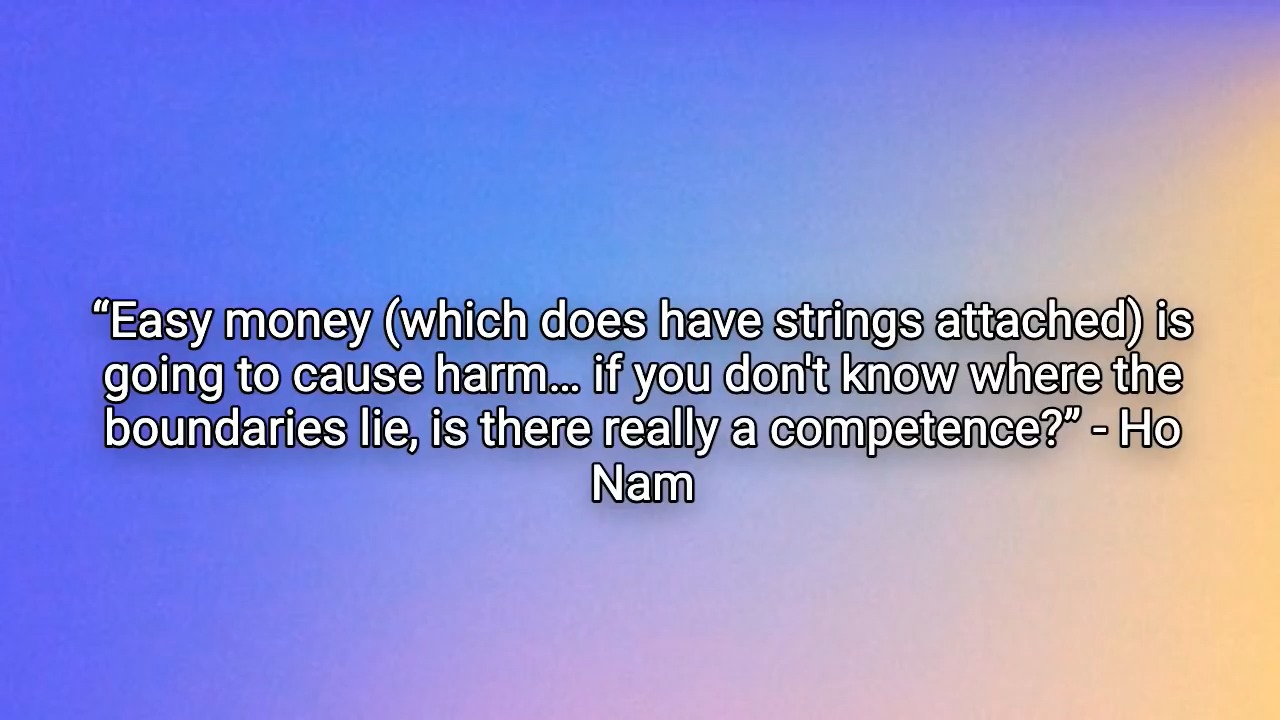 “Easy money (which does have strings attached) is
going to cause harm... if you don't know where the
boundaries lie, is there really a competence?” - Ho
Nam